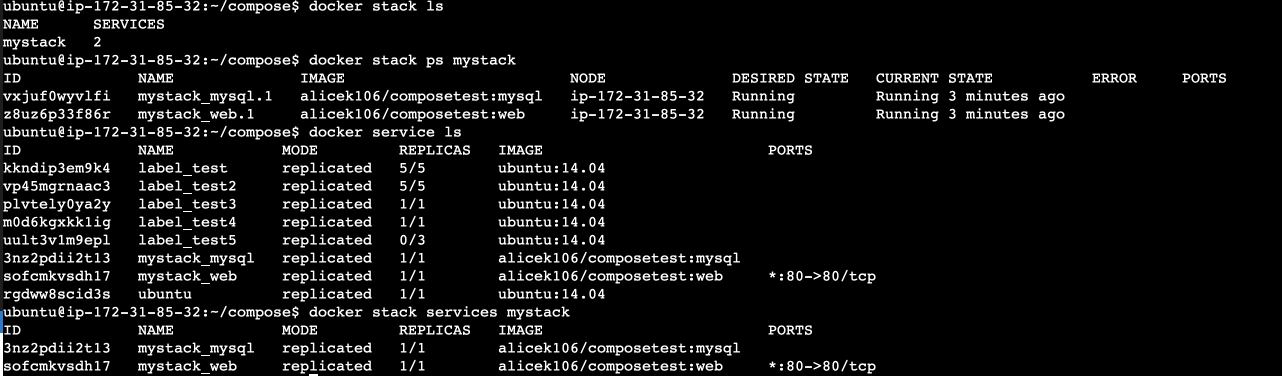 ubuntu@ip-172-31-85-32:~/compose$ docker stack ls
NAME      SERVICES
mystack   2
ubuntu@ip-172-31-85-32:~/compose$ docker stack ps mystack
ID             NAME              IMAGE                         NODE              DESIRED STATE   CURRENT STATE           ERROR     PORTS
vxjuf0wyvlfi   mystack_mysql.1   alicek106/composetest:mysql   ip-172-31-85-32   Running         Running 3 minutes ago
z8uz6p33f86r   mystack_web.1     alicek106/composetest:web     ip-172-31-85-32   Running         Running 3 minutes ago
ubuntu@ip-172-31-85-32:~/compose$ docker service ls
ID             NAME            MODE         REPLICAS   IMAGE                         PORTS
kkndip3em9k4   label_test      replicated   5/5        ubuntu:14.04
vp45mgrnaac3   label_test2     replicated   5/5        ubuntu:14.04
plvtely0ya2y   label_test3     replicated   1/1        ubuntu:14.04
m0d6kgxkk1ig   label_test4     replicated   1/1        ubuntu:14.04
uult3v1m9epl   label_test5     replicated   0/3        ubuntu:14.04
3nz2pdii2t13   mystack_mysql   replicated   1/1        alicek106/composetest:mysql
sofcmkvsdh17   mystack_web     replicated   1/1        alicek106/composetest:web     *:80->80/tcp
rgdww8scid3s   ubuntu          replicated   1/1        ubuntu:14.04
ubuntu@ip-172-31-85-32:~/compose$ docker stack services mystack
ID             NAME            MODE         REPLICAS   IMAGE                         PORTS
3nz2pdii2t13   mystack_mysql   replicated   1/1        alicek106/composetest:mysql
sofcmkvsdh17   mystack_web     replicated   1/1        alicek106/composetest:web     *:80->80/tcp